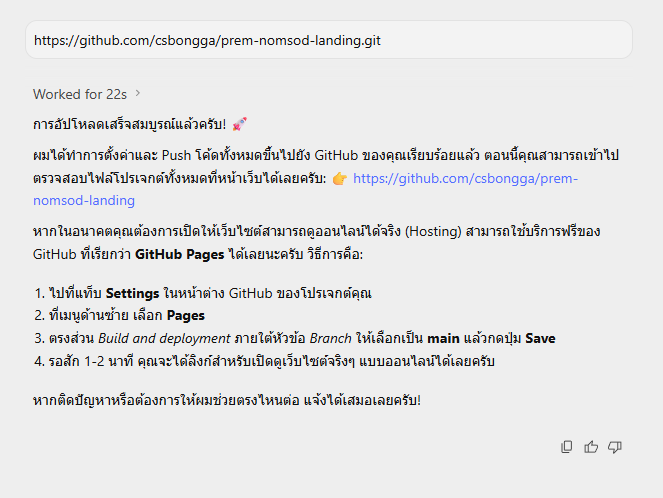 https://github.com/csbongga/prem-nomsod-landing.git
Worked for 22s >
การอัปโหลดเสร็จสมบูรณ์แล้วครับ! 🚀
ผมได้ทำการตั้งค่าและ Push โค้ดทั้งหมดขึ้นไปยัง GitHub ของคุณเรียบร้อยแล้ว ตอนนี้คุณสามารถเข้าไป
ตรวจสอบไฟล์โปรเจกต์ทั้งหมดที่หน้าเว็บได้เลยครับ: 👉 https://github.com/csbongga/prem-
nomsod-landing
หากในอนาคตคุณต้องการเปิดให้เว็บไซต์สามารถดูออนไลน์ได้จริง (Hosting) สามารถใช้บริการฟรีของ
GitHub ที่เรียกว่า GitHub Pages ได้เลยนะครับ วิธีการคือ:
1. ไปที่แท็บ Settings ในหน้าต่าง GitHub ของโปรเจกต์คุณ
2. ที่เมนูด้านซ้าย เลือก Pages
3. ตรงส่วน Build and deployment ภายใต้หัวข้อ Branch ให้เลือกเป็น main แล้วกดปุ่ม Save
4. รอสัก 1-2 นาที คุณจะได้ลิงก์สำหรับเปิดดูเว็บไซต์จริงๆ แบบออนไลน์ได้เลยครับ
หากติดปัญหาหรือต้องการให้ผมช่วยตรงไหนต่อ แจ้งได้เสมอเลยครับ!